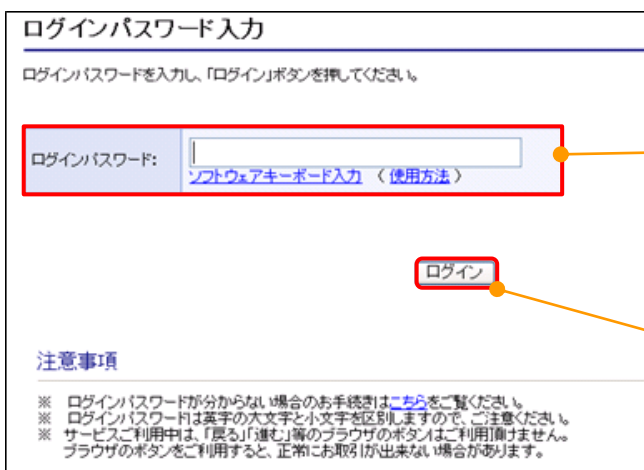 ログインパスワード入力
ログインパスワードを入力し、「ログイン」ボタンを押してください。
ログインパスワード:
ソフトウェアキーボード入力 (使用方法)
ログイン
注意事項
※ ログインパスワードが分からない場合のお手続きはこちらをご覧ください。
※ ログインパスワードは英字の大文字と小文字を区別しますので、ご注意ください。
※ サービスご利用中は、「戻る」「進む」等のブラウザのボタンはご利用頂けません。
ブラウザのボタンをご利用すると、正常にお取引が出来ない場合があります。